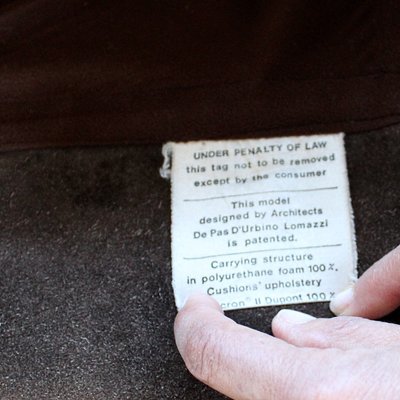 UNDER PENALTY OF LAW
this tag not to be removed
except by the consumer
This model
designed by Architects
De Pas D'Urbino Lomazzi
is patented.
Carrying structure
in polyurethane foam 100%.
Cushions' upholstery
II Dupont 100%